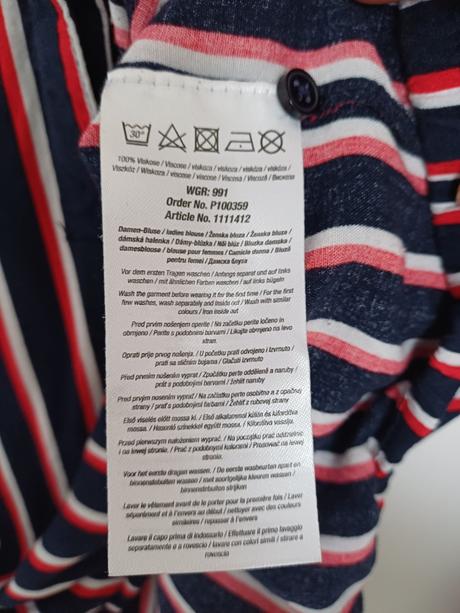 30°
100% Viskose / Viscose / viskoza / viskoza / viskóza / viskóza /
Viszkóz / Wiskoza / viscose / viscose / Viscosa / Viscoză / Вискозе
WGR: 991
Order No. P100359
Article No. 1111412
Damen-Bluse / ladies blouse / Ženska bluza / Ženska bluza /
dámská halenka / Dámy-blúzka / Női blúz / Bluzka damska /
damesbloese / blouse pour femmes / Camicie donna / Bluză
pentru femei / Дамска блуза
Vor dem ersten Tragen waschen / Anfangs separat und auf links
waschen / mit ähnlichen Farben waschen / auf links bügeln
Wash the garment before wearing it for the first time / For the first
few washes, wash separately and inside out / Wash with similar
colours / Iron inside out
Pred prvim nošenjem operite / Na začetku perite ločeno in
obrnjeno / Perite s podobnimi barvami / Likajte obrnjeno na levo
stran.
Oprati prije prvog nošenja. / U početku prati odvojeno i izvrnuto /
prati sa sličnim bojama / Glačati izvrnuto
Před prvním nošením vyprat / Zpočátku perte odděleně a naruby /
prát s podobnými barvami / žehlit naruby
Pred prvým nosením vyprať / Na začiatku perte osobitne a z opačnej
strany / prať s podobnými farbami / Žehliť z rubovej strany
Első viselés előtt mossa ki. / Első alkalommal külön és kifordítva
mossa. / Hasonló színekkel együtt mossa. / Kifordítva vasalja.
Przed pierwszym nałożeniem wyprać. / Na początku prać oddzielnie
i na lewej stronie. / Prać z podobnymi kolorami / Prasować na lewej
stronie.
Voor het eerste dragen wassen. / De eerste wasbeurten apart en
binnenstebuiten wassen / met soortgelijke kleuren wassen /
binnenstebuiten strijken
Laver le vêtement avant de le porter pour la première fois / Laver
séparément et à l'envers au début / nettoyer avec des couleurs
similaires / repasser à l'envers
Lavare il capo prima di indossarlo / Effettuare il primo lavaggio
separatamente e a rovescio / lavare con colori simili / stirare a
rovescio